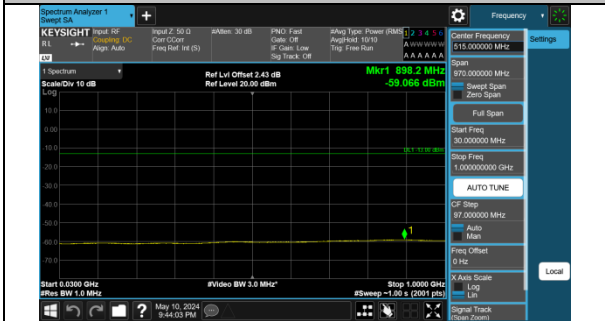 Spectrum Analyzer 1
Swept SA
+
Frequency
KEYSIGHT
RL
Input: RF
Coupling: DC
Align: Auto
Input Z: 50 Ω
Corr CCorr
Freq Ref: Int (S)
#Atten: 30 dB
PNO: Fast
Gate: Off
IF Gain: Low
Sig Track: Off
#Avg Type: Power (RMS
Avg|Hold: 10/10
Trig: Free Run
1 2 3 4 5 6
A W W W W W
A A A A A A
LXI
1 Spectrum
Scale/Div 10 dB
Log
Ref Lvl Offset 2.43 dB
Ref Level 20.00 dBm
Mkr1 898.2 MHz
-59.066 dBm
10.0
0.00
-10.0
DL1 -13.00 dBm
-20.0
-30.0
-40.0
-50.0
1
-60.0
-70.0
Start 0.0300 GHz
#Res BW 1.0 MHz
#Video BW 3.0 MHz*
Stop 1.0000 GHz
#Sweep ~1.00 s (2001 pts)
Center Frequency
515.000000 MHz
Settings
Span
970.000000 MHz
Swept Span
Zero Span
Full Span
Start Freq
30.000000 MHz
Stop Freq
1.000000000 GHz
AUTO TUNE
CF Step
97.000000 MHz
Auto
Man
Freq Offset
0 Hz
X Axis Scale
Log
Lin
Local
Signal Track
(Span Zoom)
?
May 10, 2024
9:44:03 PM